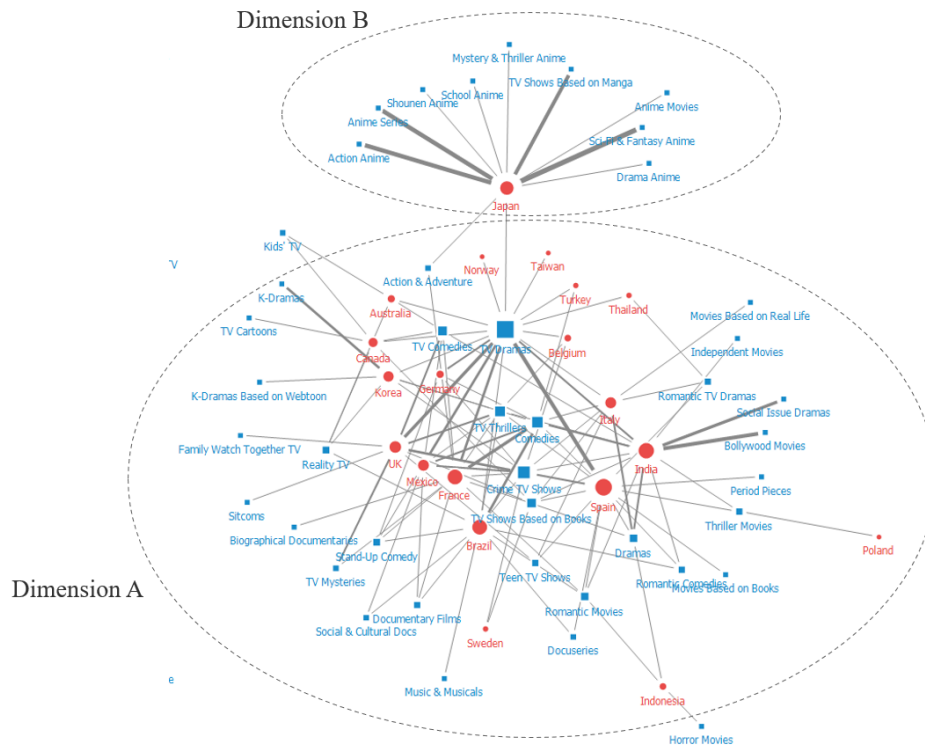 Dimension B
Mystery & Thriller Anime
TV Shows Based on Manga
School Anime
Shounen Anime
Anime Movies
Anime Series
Sci-Fi & Fantasy Anime
Action Anime
Drama Anime
Japan
Kids' TV
TV
Norway
Taiwan
Action & Adventure
K-Dramas
Turkey
Australia
Thailand
Movies Based on Real Life
TV Cartoons
TV Comedies
TV Dramas
Belgium
Independent Movies
Canada
Germany
K-Dramas Based on Webtoon
Korea
Romantic TV Dramas
Social Issue Dramas
Italy
TV Thrillers
Comedies
Bollywood Movies
Family Watch Together TV
Reality TV
UK
India
Mexico
France
Crime TV Shows
Period Pieces
Spain
Sitcoms
TV Shows Based on Books
Thriller Movies
Biographical Documentaries
Brazil
Stand-Up Comedy
Dramas
Poland
TV Mysteries
Teen TV Shows
Romantic Comedies
Movies Based on Books
Dimension A
Documentary Films
Romantic Movies
Social & Cultural Docs
Sweden
Docuseries
e
Music & Musicals
Indonesia
Horror Movies